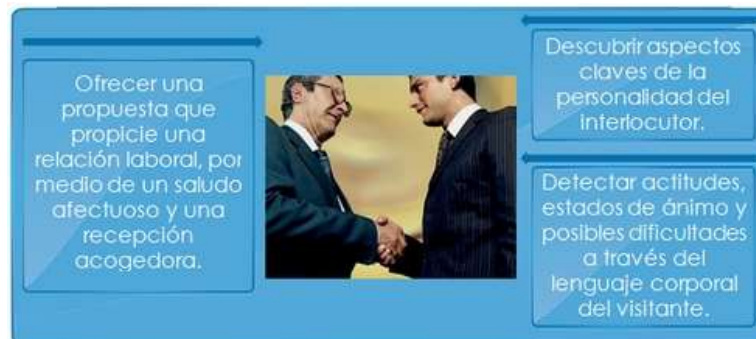 Ofrecer una
propuesta que
propicie una
relación laboral, por
medio de un saludo
afectuoso y una
recepción
acogedora.
Descubrir aspectos
claves de la
personalidad del
interlocutor.
Detectar actitudes,
estados de ánimo y
posibles dificultades
a través del
lenguaje corporal
del visitante.